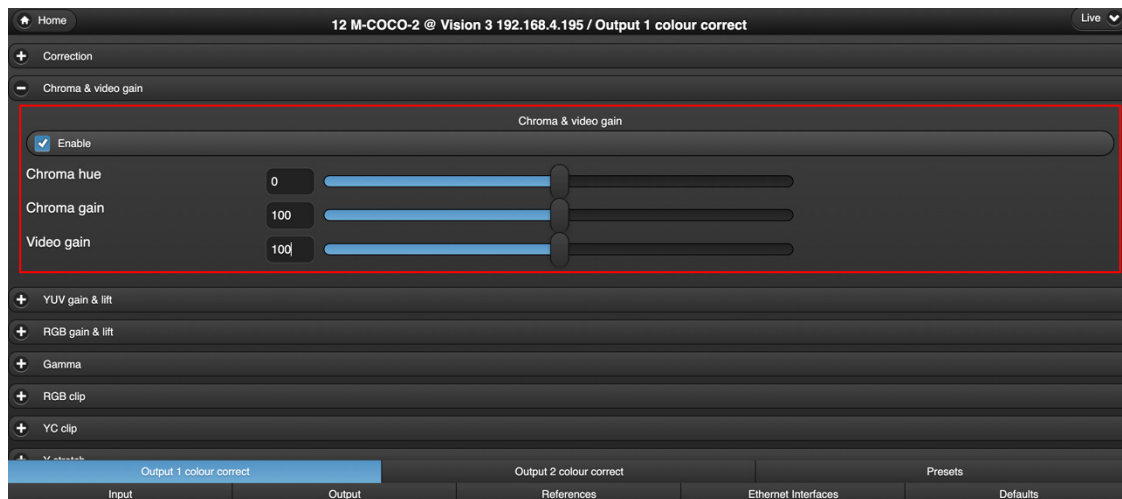 Home
12 M-COCO-2 @ Vision 3 192.168.4.195 / Output 1 colour correct
Live
Correction
Chroma & video gain
Chroma & video gain
Enable
Chroma hue 0
Chroma gain 100
Video gain 100
YUV gain & lift
RGB gain & lift
Gamma
RGB clip
YC clip
Y stretch
Output 1 colour correct Output 2 colour correct Presets
Input Output References Ethernet Interfaces Defaults